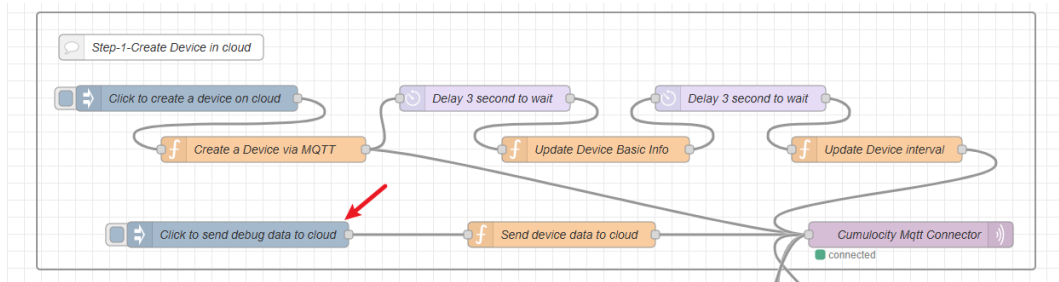 Step-1-Create Device in cloud
Click to create a device on cloud
Delay 3 second to wait
Delay 3 second to wait
Create a Device via MQTT
Update Device Basic Info
Update Device interval
Click to send debug data to cloud
Send device data to cloud
Cumulocity Mqtt Connector
connected